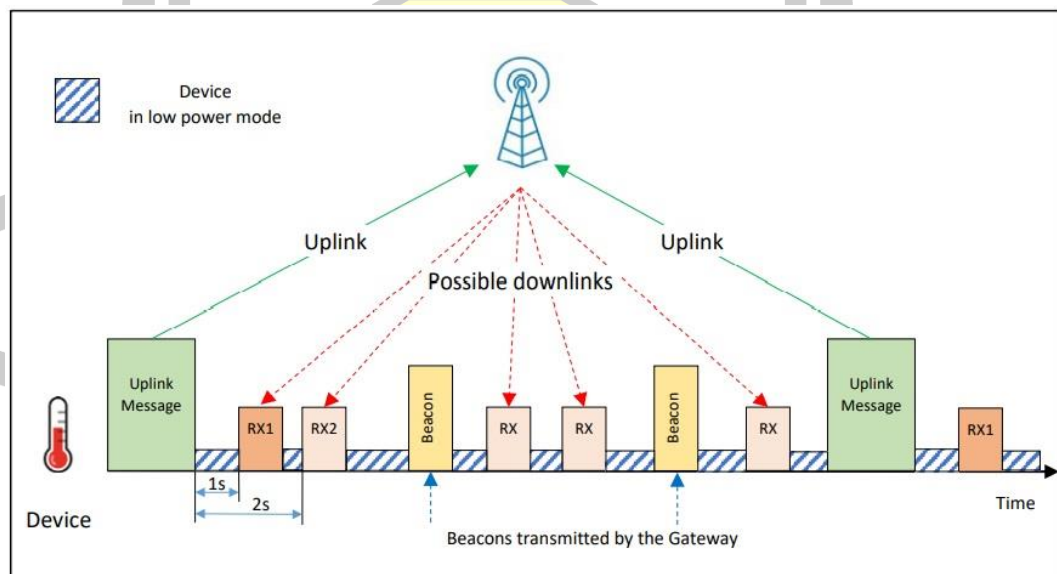 Device
in low power mode
Uplink
Uplink
Possible downlinks
Uplink
Message
RX1
RX2
Beacon
RX
RX
Beacon
RX
Uplink
Message
RX1
1s
2s
Time
Device
Beacons transmitted by the Gateway